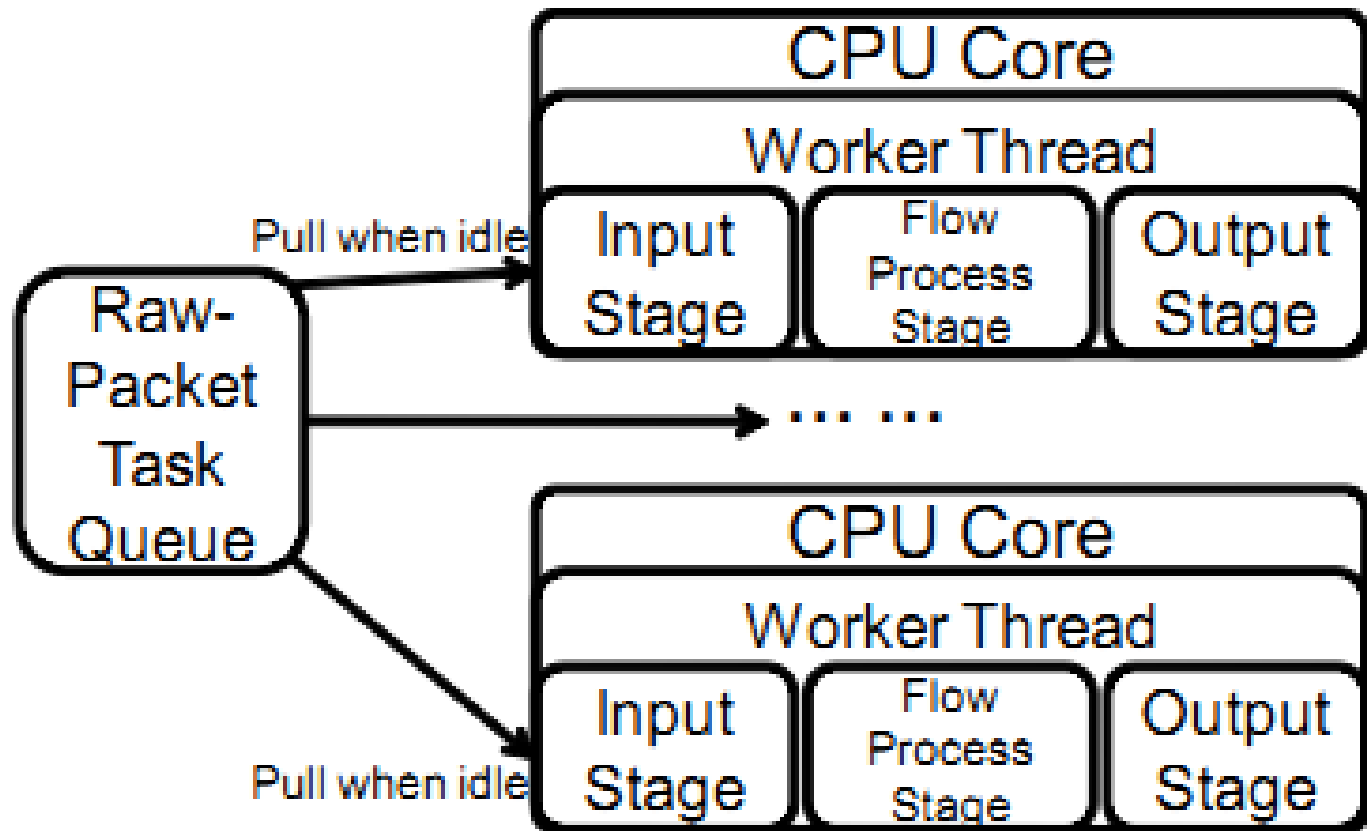 CPU Core
Worker Thread
Pull when idle
Input
Stage
Flow
Process
Stage
Output
Stage
Raw-
Packet
Task
Queue
... ...
CPU Core
Worker Thread
Pull when idle
Input
Stage
Flow
Process
Stage
Output
Stage